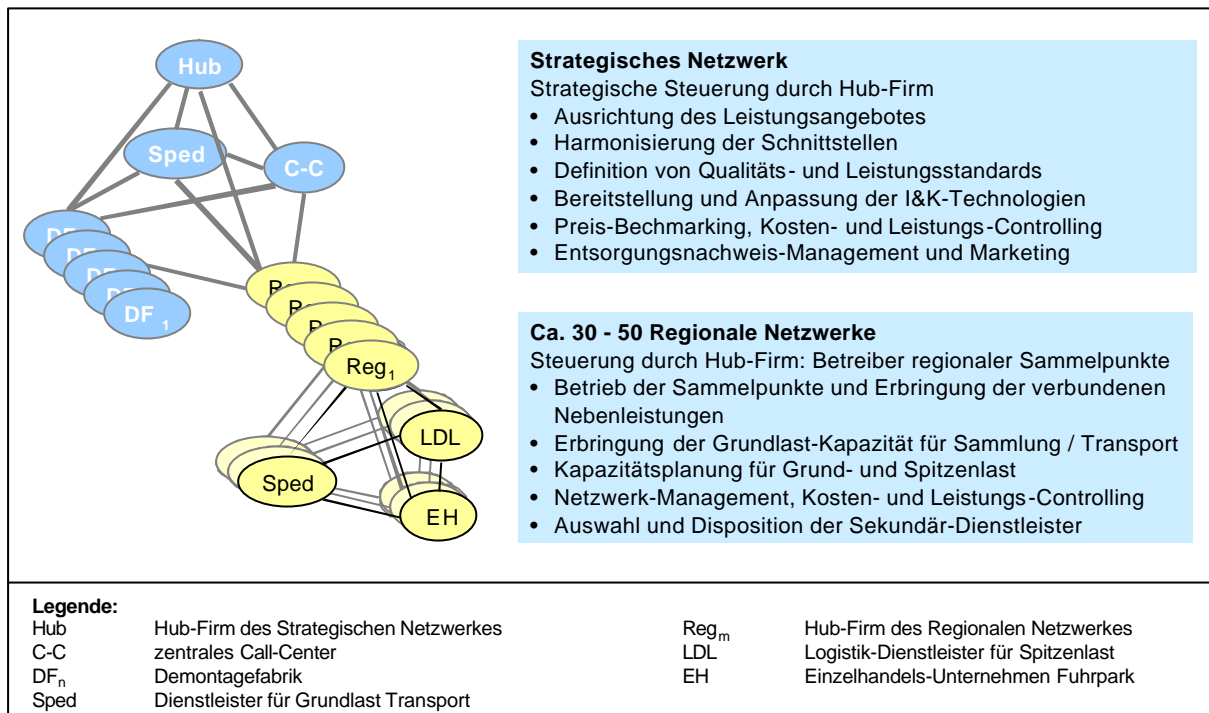 Hub
Sped
C-C
DF
DF
DF
DF
DF 1
Re
Re
R
R
Reg1
LDL
Sped
EH
Strategisches Netzwerk
Strategische Steuerung durch Hub-Firm
• Ausrichtung des Leistungsangebotes
• Harmonisierung der Schnittstellen
• Definition von Qualitäts- und Leistungsstandards
• Bereitstellung und Anpassung der I&K-Technologien
• Preis-Bechmarking, Kosten- und Leistungs-Controlling
• Entsorgungsnachweis-Management und Marketing
Ca. 30 - 50 Regionale Netzwerke
Steuerung durch Hub-Firm: Betreiber regionaler Sammelpunkte
• Betrieb der Sammelpunkte und Erbringung der verbundenen
Nebenleistungen
• Erbringung der Grundlast-Kapazität für Sammlung / Transport
• Kapazitätsplanung für Grund- und Spitzenlast
• Netzwerk-Management, Kosten- und Leistungs-Controlling
• Auswahl und Disposition der Sekundär-Dienstleister
Legende:
Hub Hub-Firm des Strategischen Netzwerkes
C-C zentrales Call-Center
DFn Demontagefabrik
Sped Dienstleister für Grundlast Transport
Regm Hub-Firm des Regionalen Netzwerkes
LDL Logistik-Dienstleister für Spitzenlast
EH Einzelhandels-Unternehmen Fuhrpark